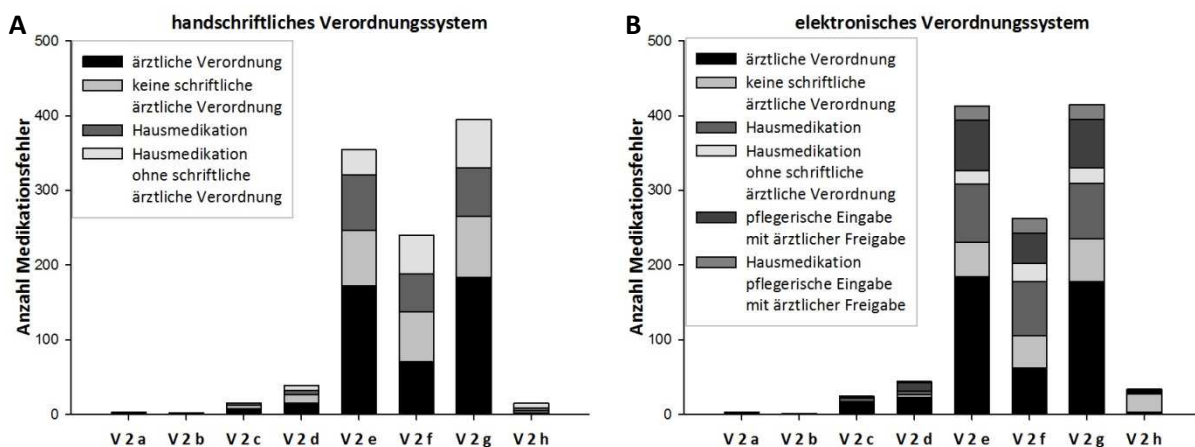 A
handschriftliches Verordnungssystem
500
400
300
200
100
0
Anzahl Medikationsfehler
ärztliche Verordnung
keine schriftliche
ärztliche Verordnung
Hausmedikation
Hausmedikation
ohne schriftliche
ärztliche Verordnung
V 2 a V 2 b V 2 c V 2 d V 2 e V 2 f V 2 g V 2 h
B
elektronisches Verordnungssystem
500
400
300
200
100
0
Anzahl Medikationsfehler
ärztliche Verordnung
keine schriftliche
ärztliche Verordnung
Hausmedikation
Hausmedikation
ohne schriftliche
ärztliche Verordnung
pflegerische Eingabe
mit ärztlicher Freigabe
Hausmedikation
pflegerische Eingabe
mit ärztlicher Freigabe
V 2 a V 2 b V 2 c V 2 d V 2 e V 2 f V 2 g V 2 h